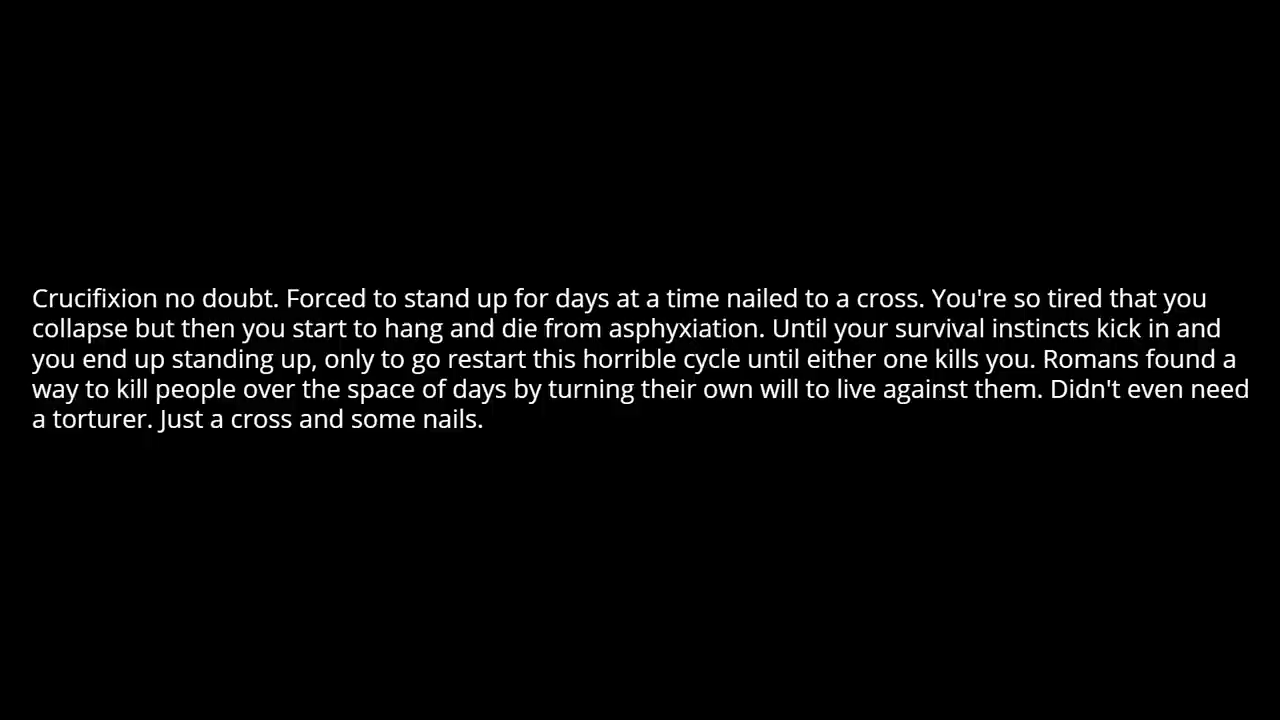 Crucifixion no doubt. Forced to stand up for days at a time nailed to a cross. You're so tired that you
collapse but then you start to hang and die from asphyxiation. Until your survival instincts kick in and
you end up standing up, only to go restart this horrible cycle until either one kills you. Romans found a
way to kill people over the space of days by turning their own will to live against them. Didn't even need
a torturer. Just a cross and some nails.